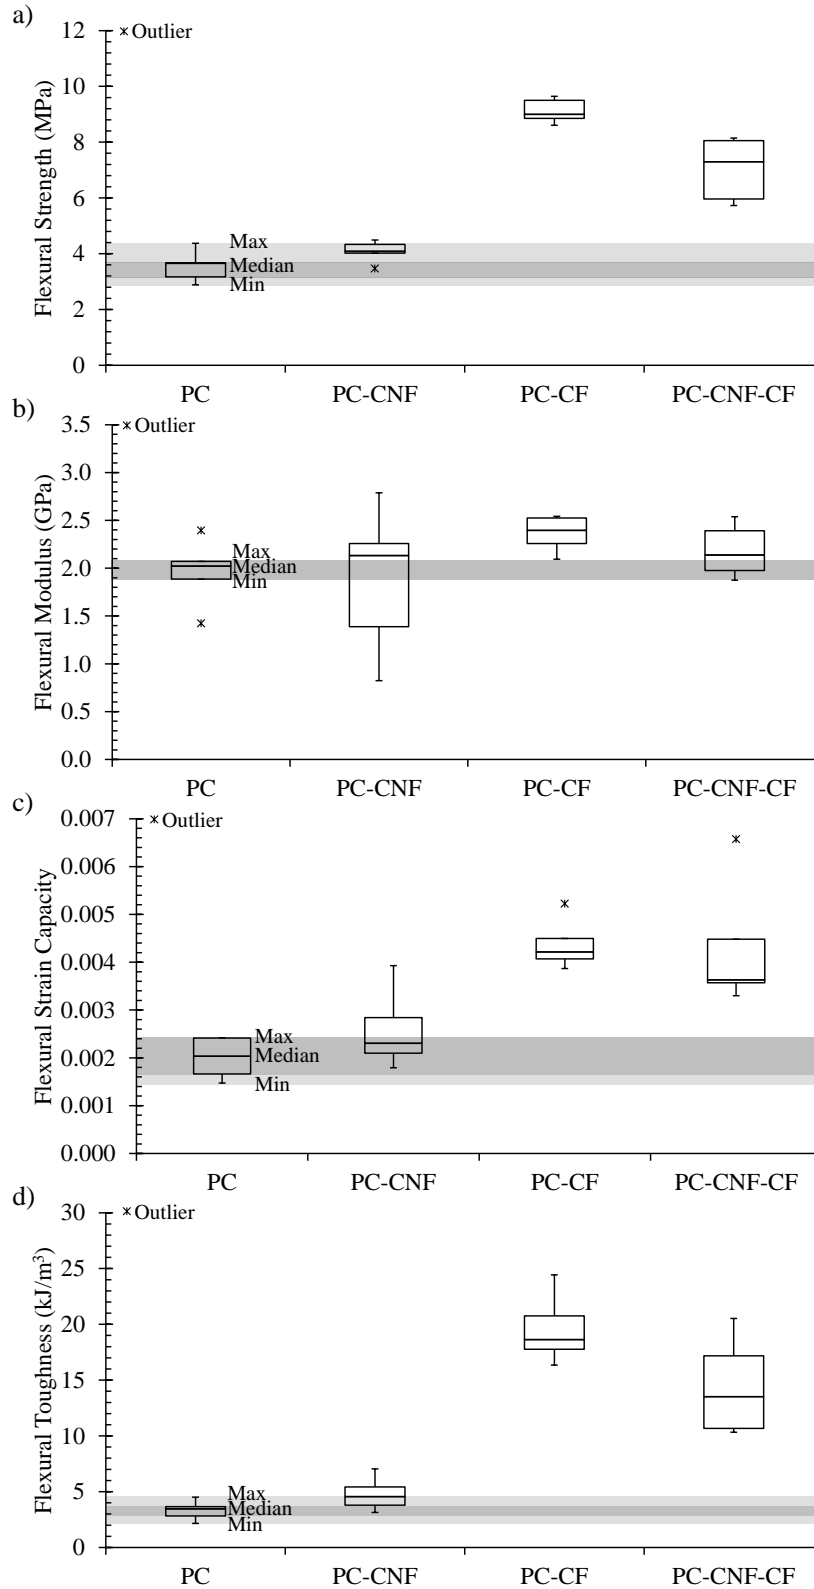 a)
12
Outlier
10
8
6
4
2
0
Flexural Strength (MPa)
Max
Median
Min
PC
PC-CNF
PC-CF
PC-CNF-CF
b)
3.5
Outlier
3.0
2.5
2.0
1.5
1.0
0.5
0.0
Flexural Modulus (GPa)
Max
Median
Min
PC
PC-CNF
PC-CF
PC-CNF-CF
c)
0.007
Outlier
0.006
0.005
0.004
0.003
0.002
0.001
0.000
Flexural Strain Capacity
Max
Median
Min
PC
PC-CNF
PC-CF
PC-CNF-CF
d)
30
Outlier
25
20
15
10
5
0
Flexural Toughness (kJ/m³)
Max
Median
Min
PC
PC-CNF
PC-CF
PC-CNF-CF